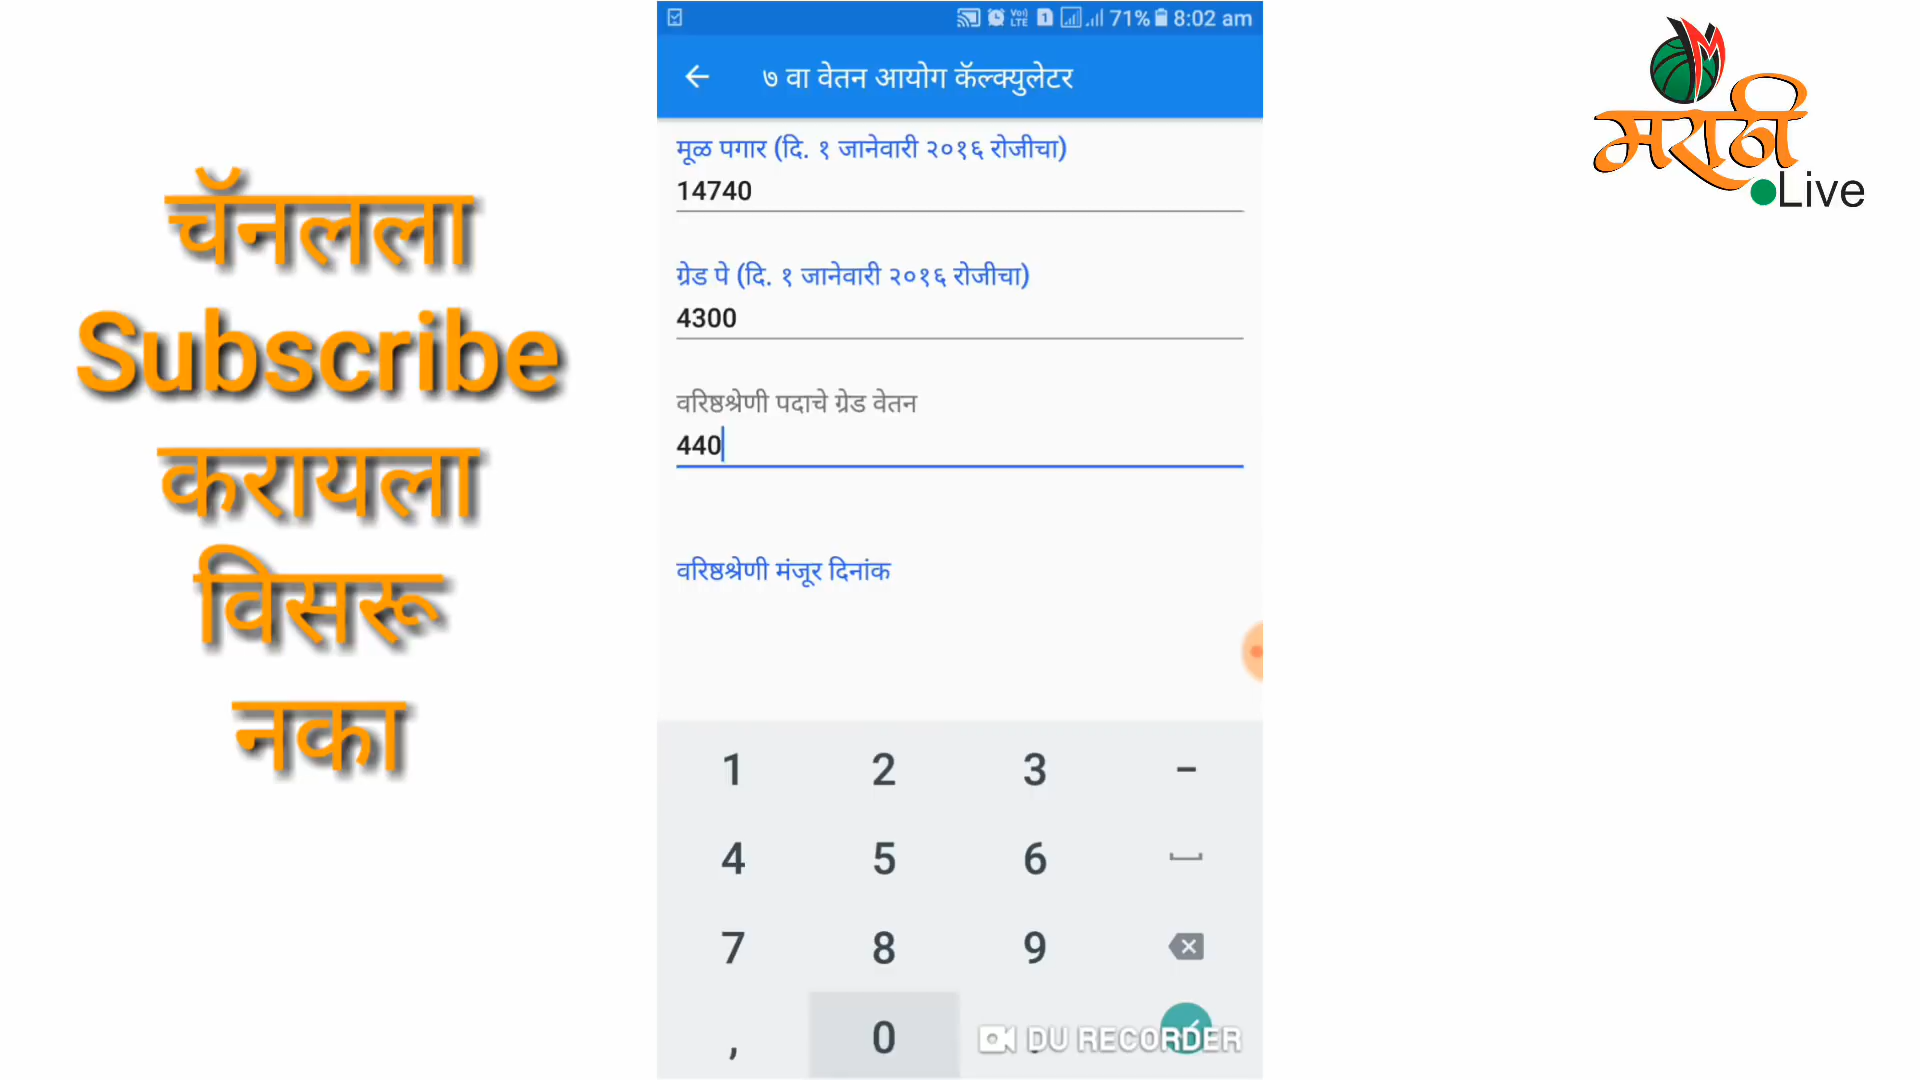 चॅनलला
Subscribe
करायला
विसरू
नका
71% 8:02 am
७ वा वेतन आयोग कॅल्क्युलेटर
मूळ पगार (दि. १ जानेवारी २०१६ रोजीचा)
14740
ग्रेड पे (दि. १ जानेवारी २०१६ रोजीचा)
4300
वरिष्ठश्रेणी पदाचे ग्रेड वेतन
440
वरिष्ठश्रेणी मंजूर दिनांक
1 2 3 -
4 5 6
7 8 9
, 0 .
DU RECORDER
M
मराठी
Live